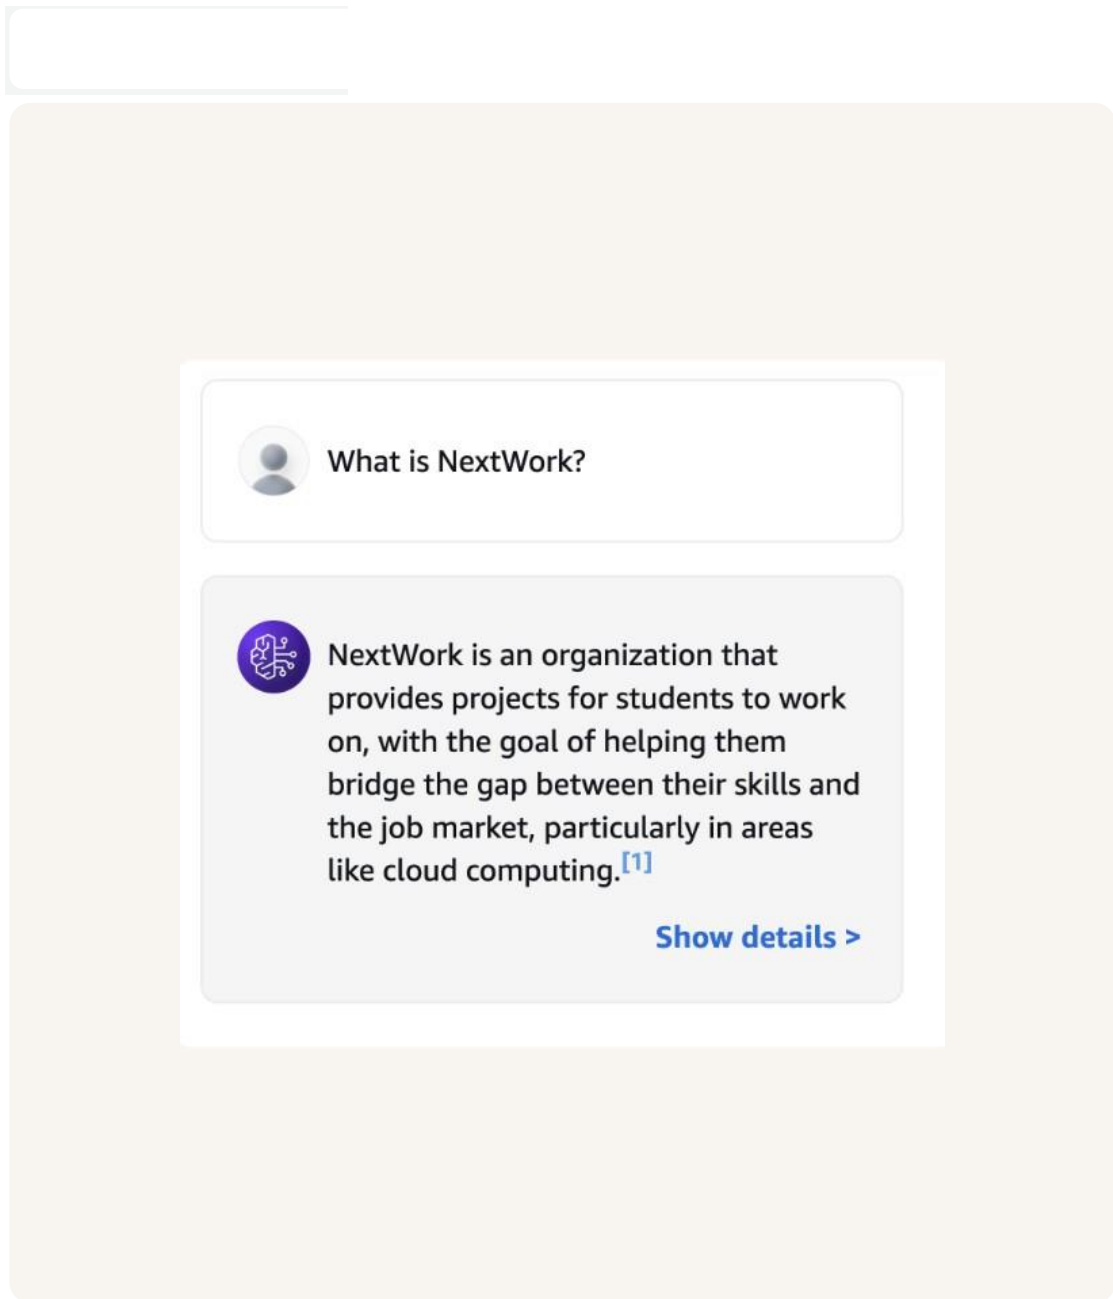 What is NextWork?
NextWork is an organization that
provides projects for students to work
on, with the goal of helping them
bridge the gap between their skills and
the job market, particularly in areas
like cloud computing.[1]
Show details >